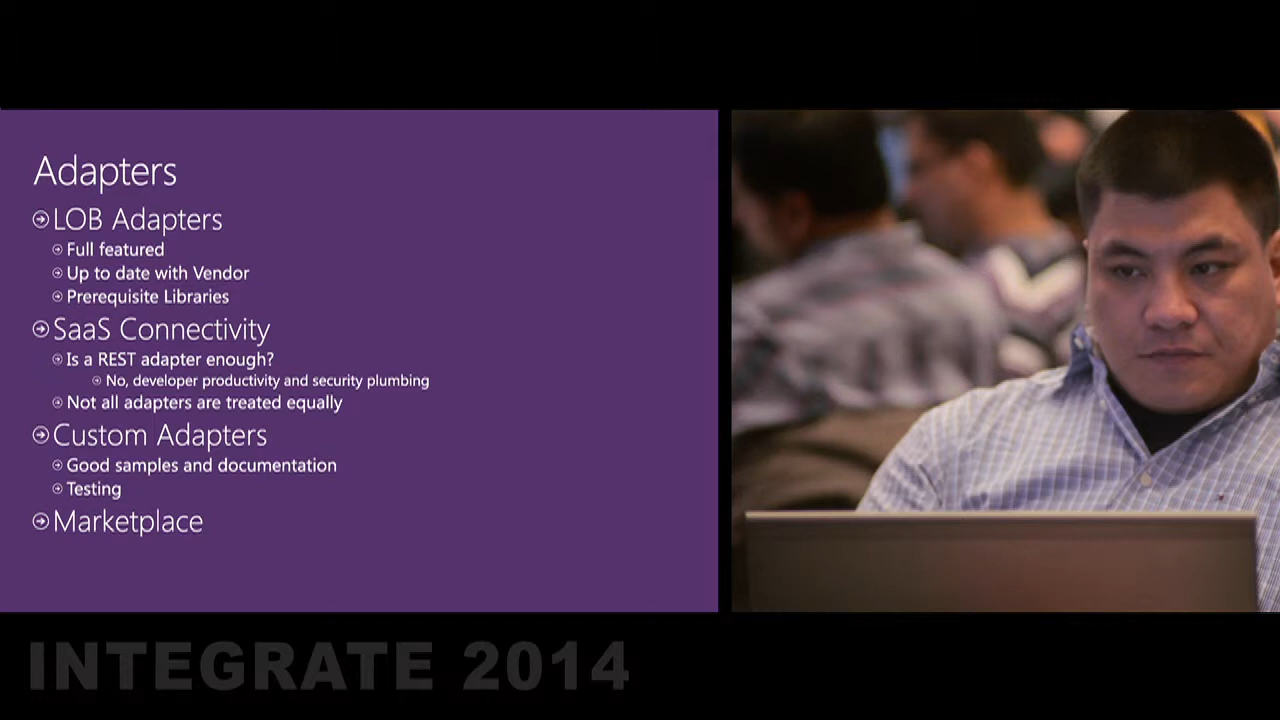 Adapters
LOB Adapters
Full featured
Up to date with Vendor
Prerequisite Libraries
SaaS Connectivity
Is a REST adapter enough?
No, developer productivity and security plumbing
Not all adapters are treated equally
Custom Adapters
Good samples and documentation
Testing
Marketplace
INTEGRATE 2014